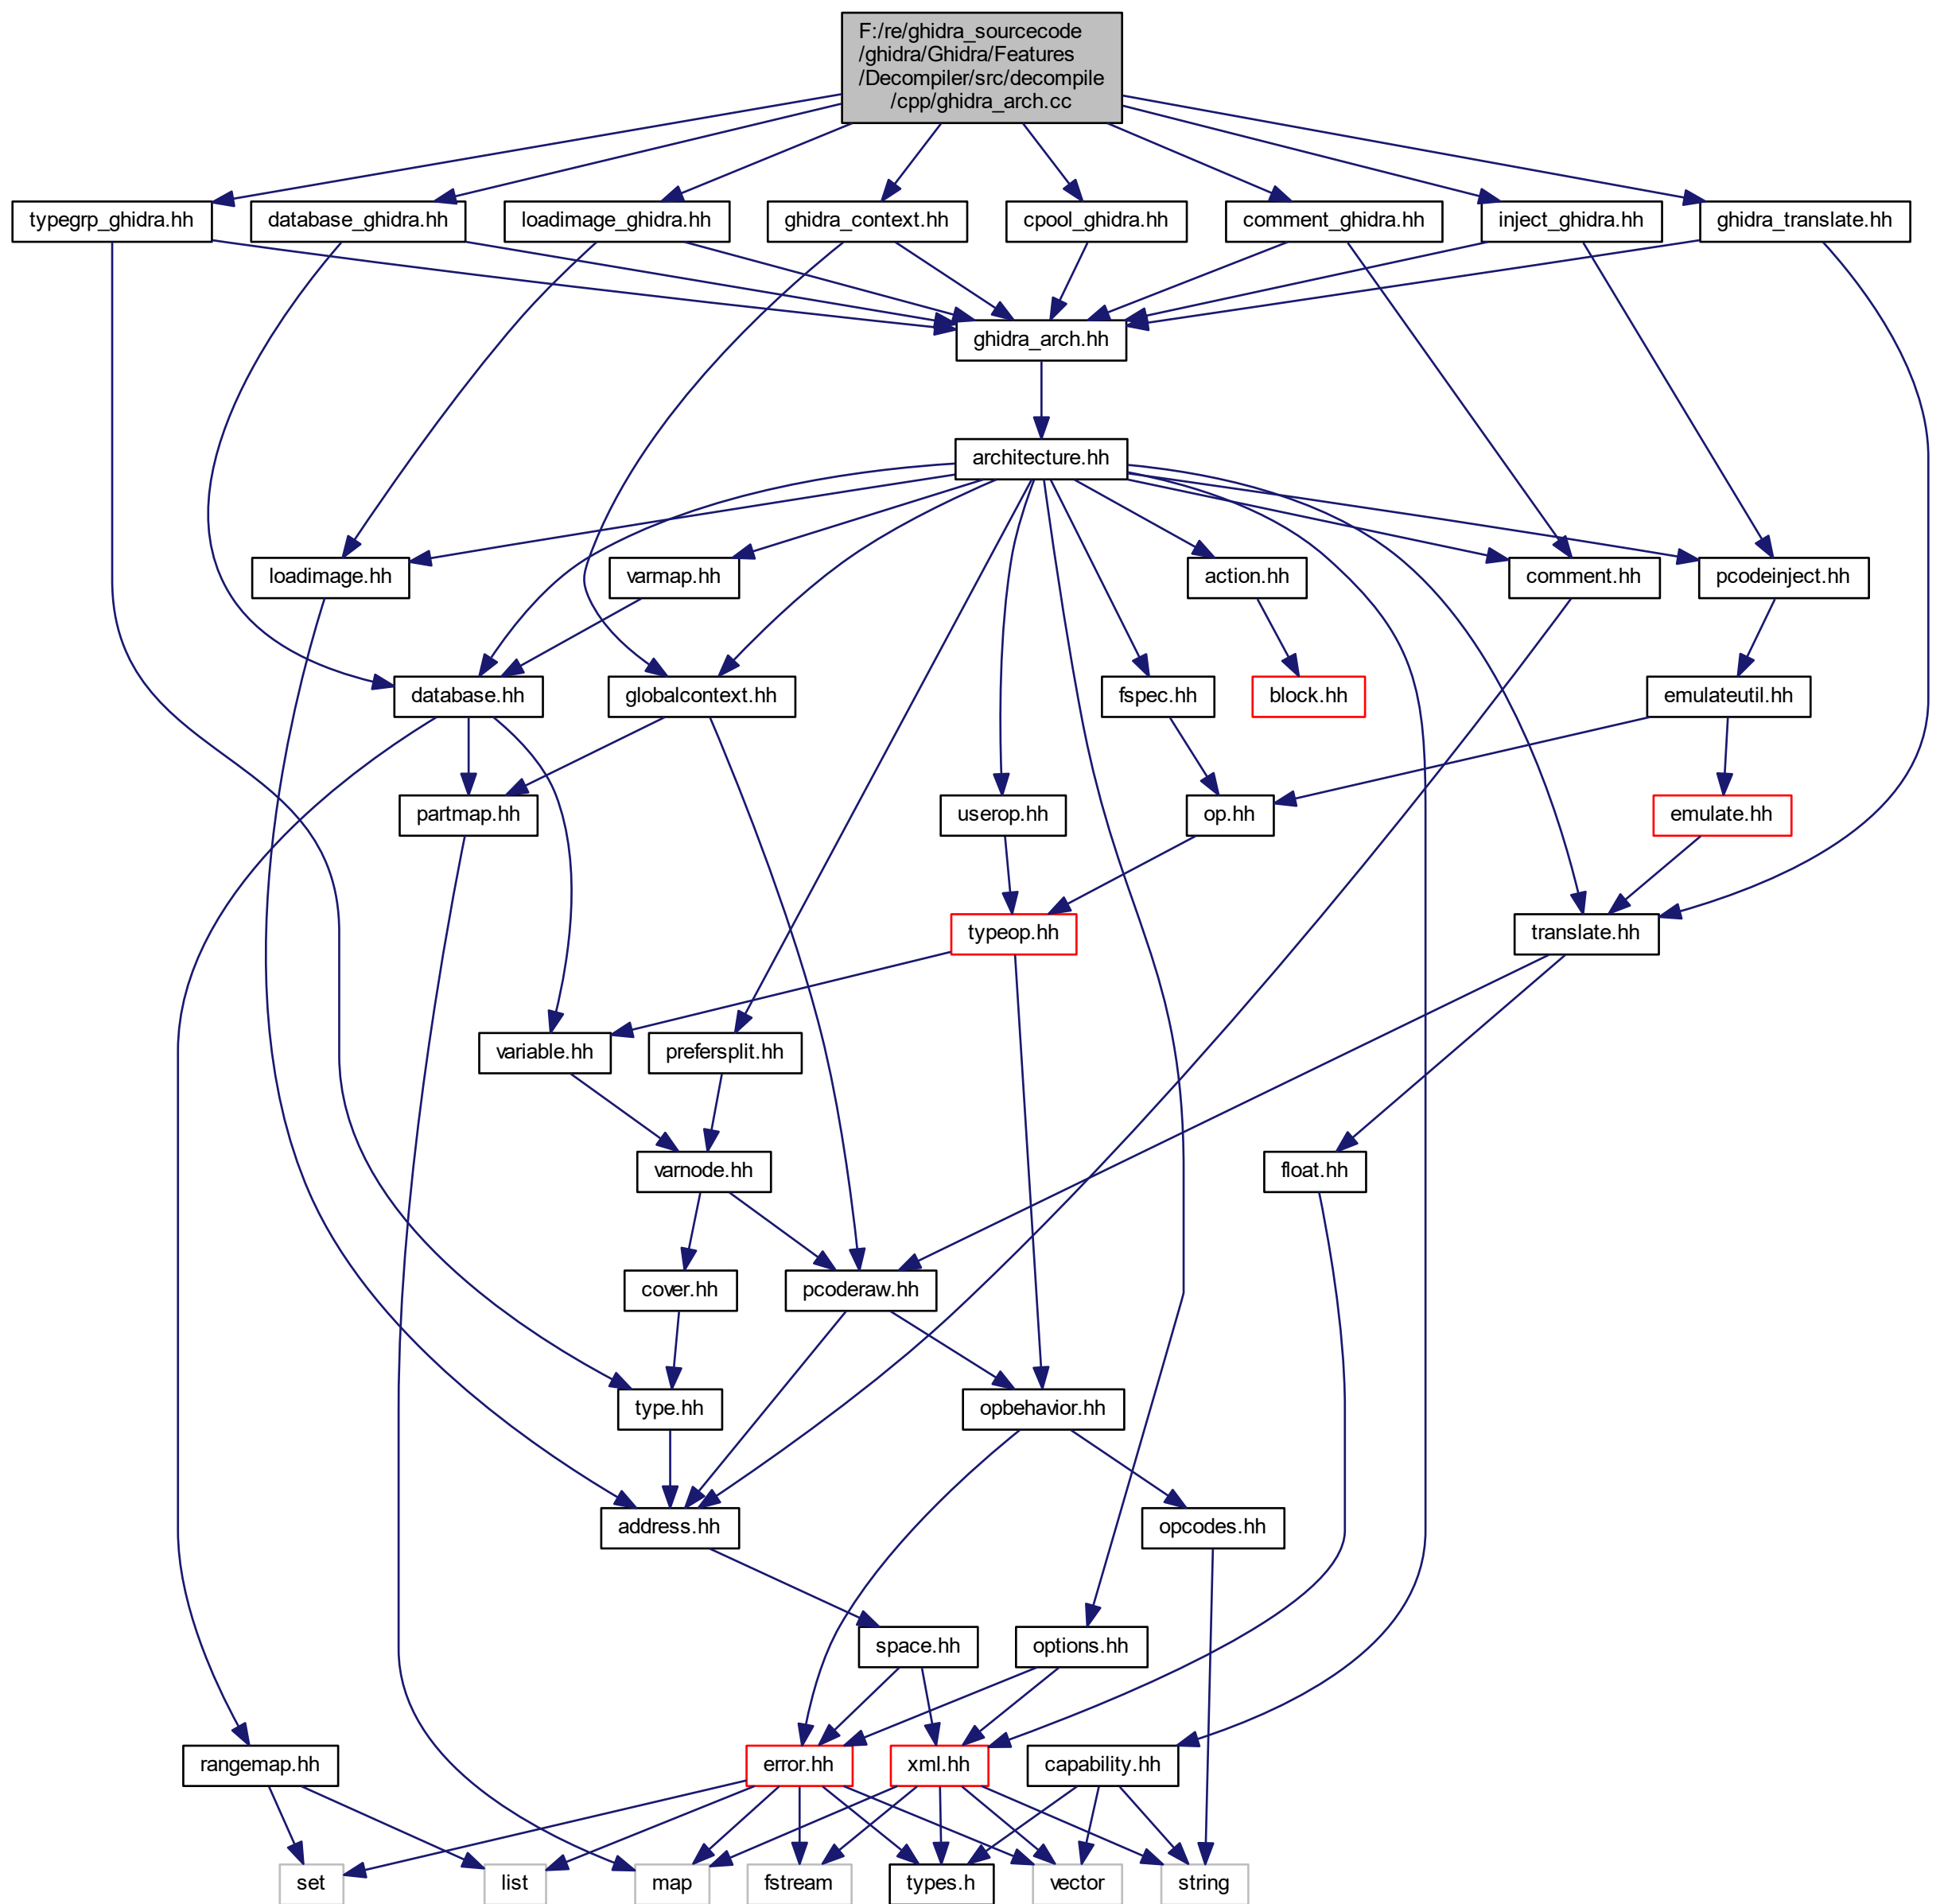 F:/re/ghidra_sourcecode
/ghidra/Ghidra/Features
/Decompiler/src/decompile
/cpp/ghidra_arch.cc
typegrp_ghidra.hh
database_ghidra.hh
loadimage_ghidra.hh
ghidra_context.hh
cpool_ghidra.hh
comment_ghidra.hh
inject_ghidra.hh
ghidra_translate.hh
ghidra_arch.hh
architecture.hh
loadimage.hh
varmap.hh
action.hh
comment.hh
pcodeinject.hh
database.hh
globalcontext.hh
fspec.hh
block.hh
emulateutil.hh
partmap.hh
userop.hh
op.hh
emulate.hh
typeop.hh
translate.hh
variable.hh
prefersplit.hh
varnode.hh
float.hh
cover.hh
pcoderaw.hh
type.hh
opbehavior.hh
address.hh
opcodes.hh
space.hh
options.hh
rangemap.hh
error.hh
xml.hh
capability.hh
set
list
map
fstream
types.h
vector
string